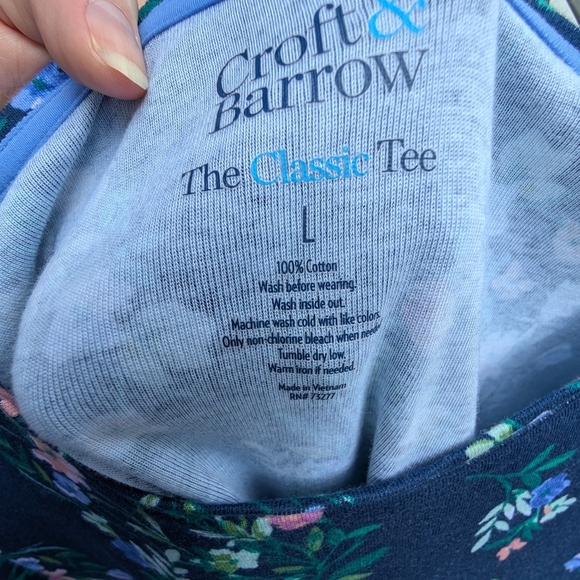 Croft &
Barrow
The Classic Tee
L
100% Cotton
Wash before wearing.
Wash inside out.
Machine wash cold with like colors.
Only non-chlorine bleach when needed.
Tumble dry low.
Warm iron if needed.
Made in Vietnam
RN# 73277